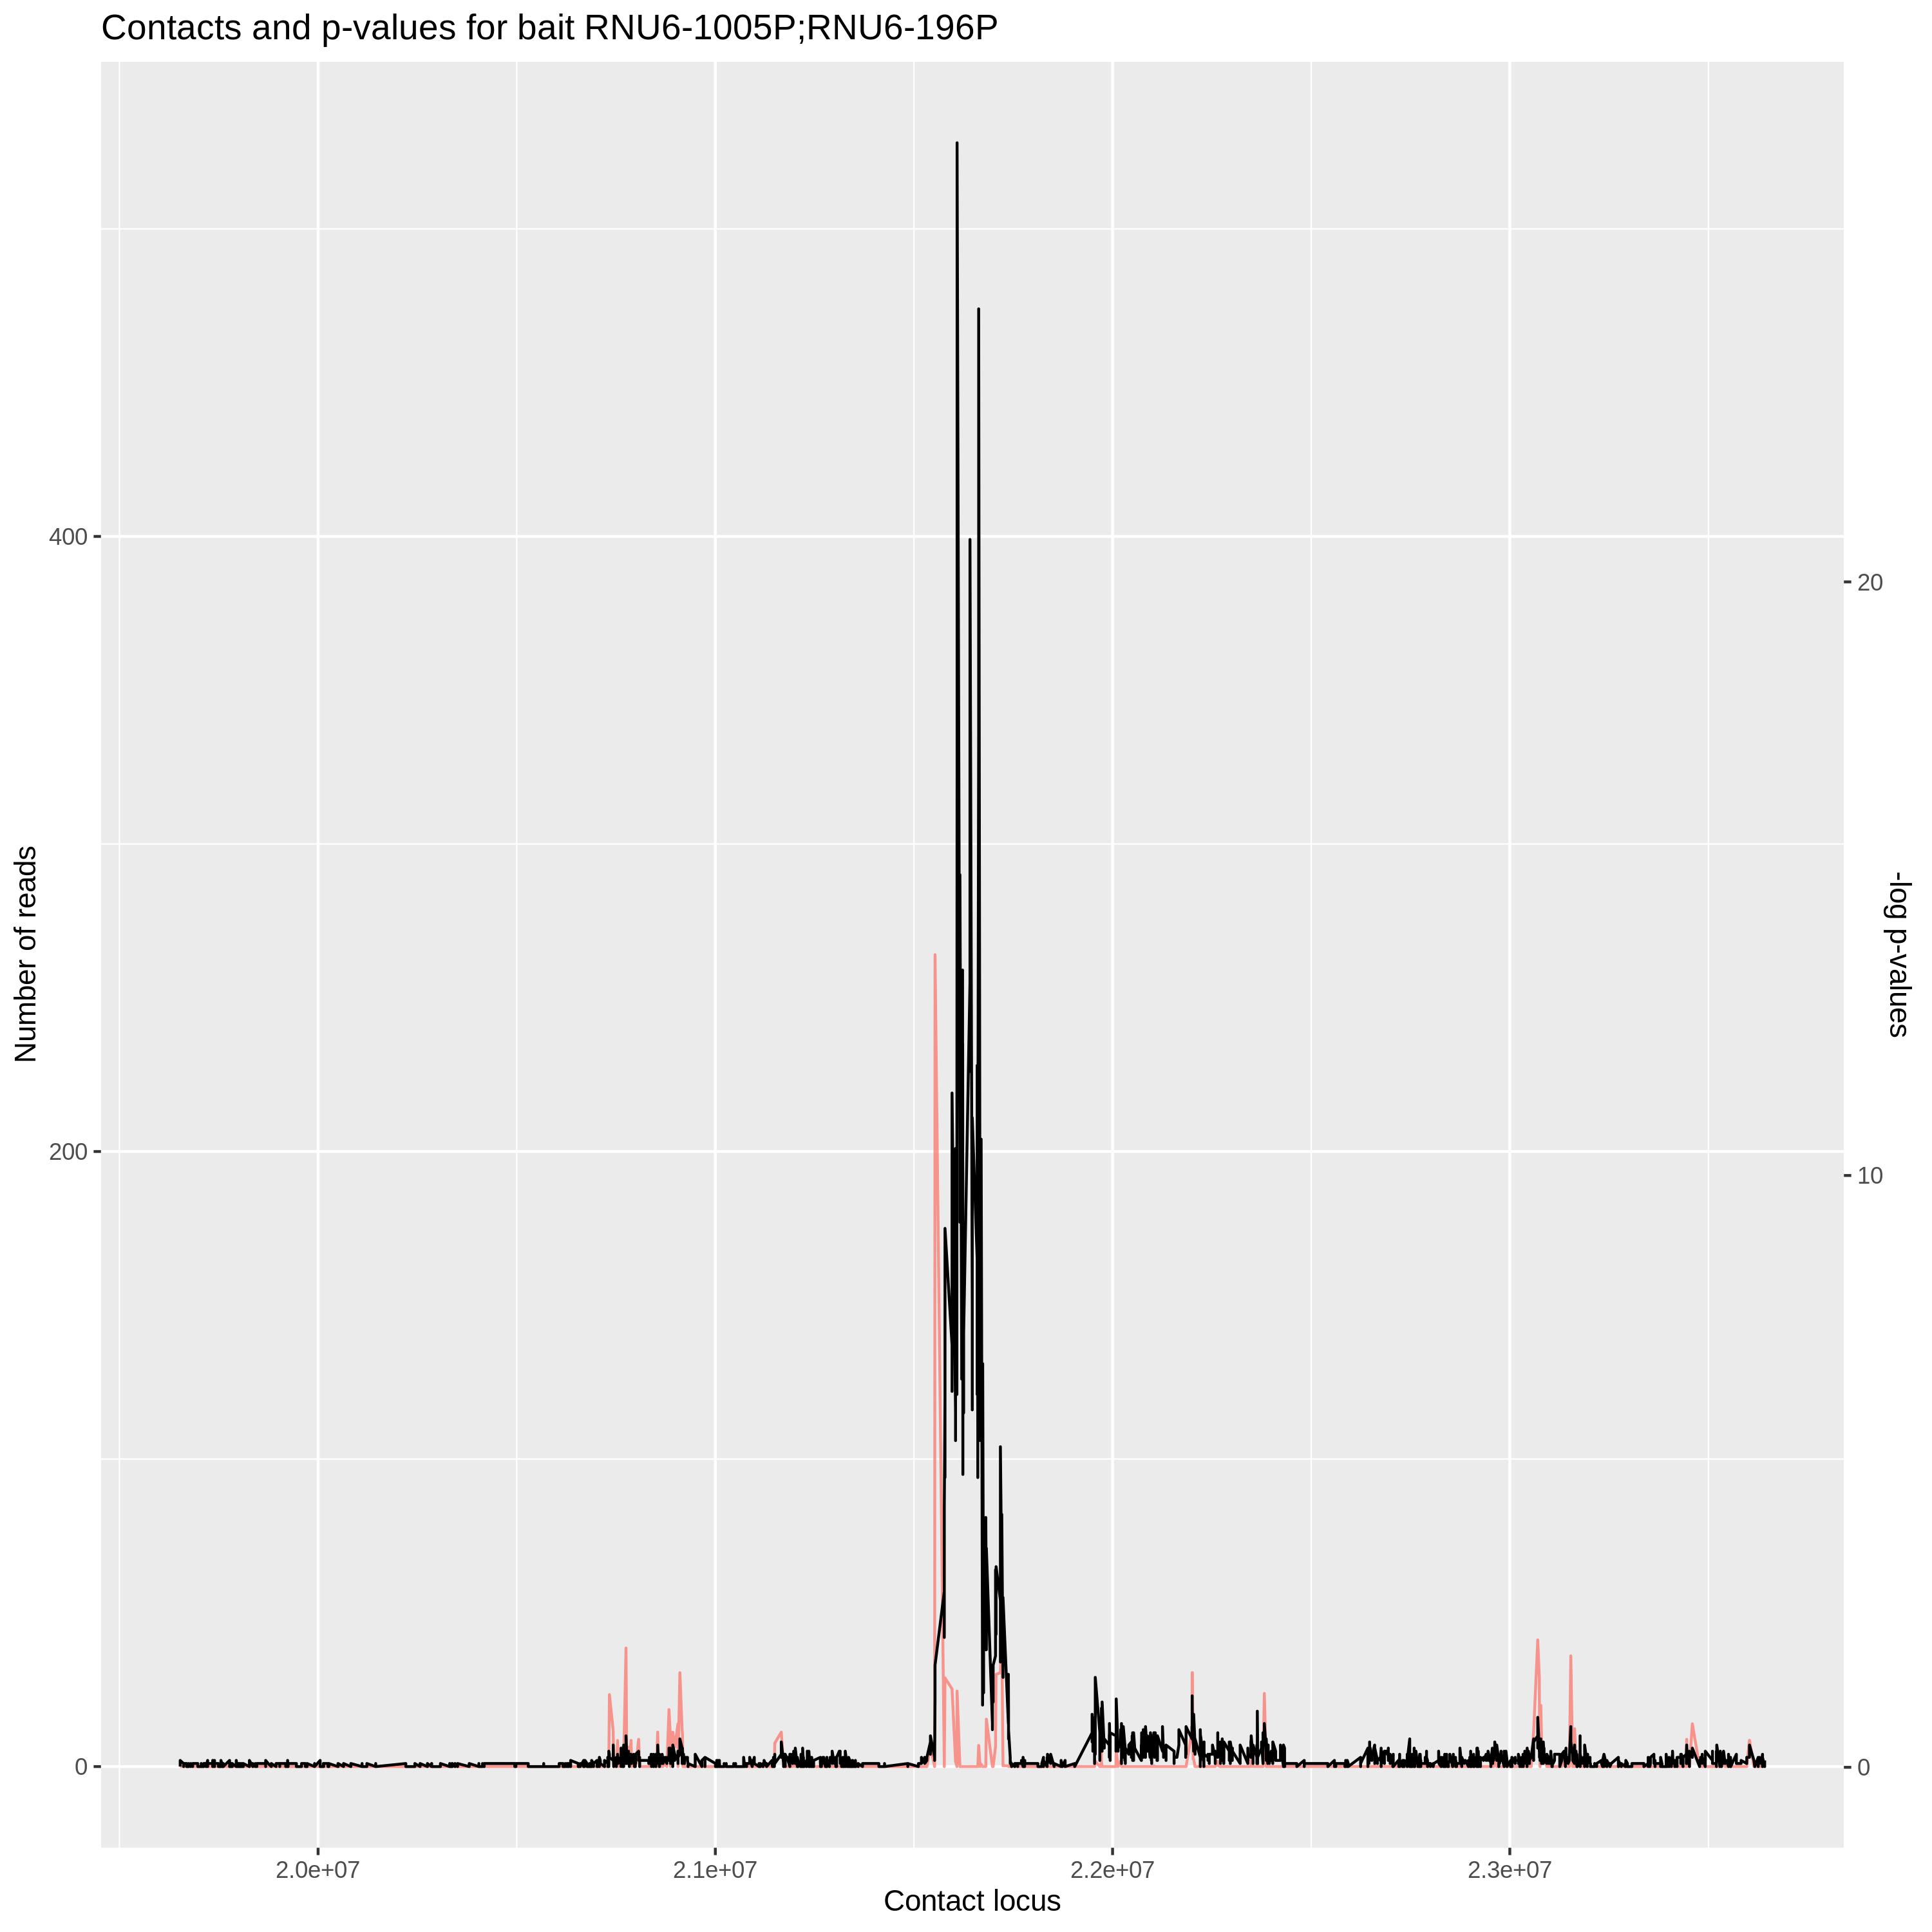 Contacts and p-values for bait RNU6-1005P;RNU6-196P
Number of reads
400
200
0
20
10
0
-log p-values
2.0e+07
2.1e+07
2.2e+07
2.3e+07
Contact locus